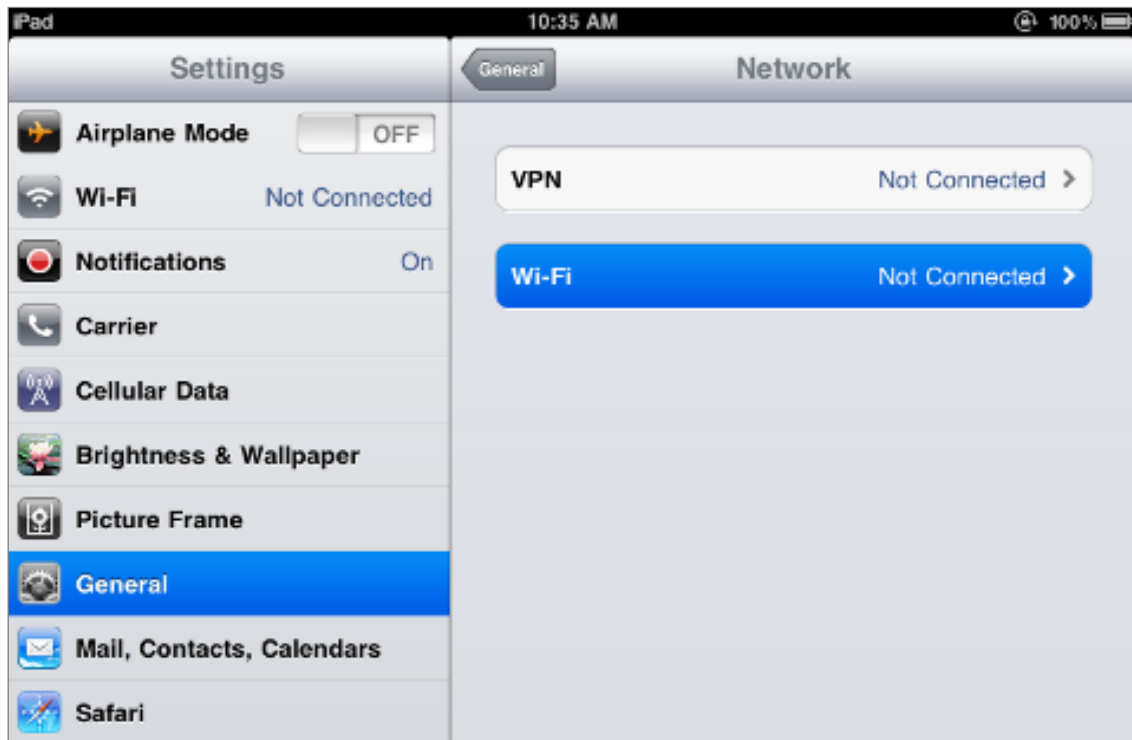 iPad 10:35 AM 100%
Settings
Airplane Mode OFF
Wi-Fi Not Connected
Notifications On
Carrier
Cellular Data
Brightness & Wallpaper
Picture Frame
General
Mail, Contacts, Calendars
Safari
General Network
VPN Not Connected
Wi-Fi Not Connected